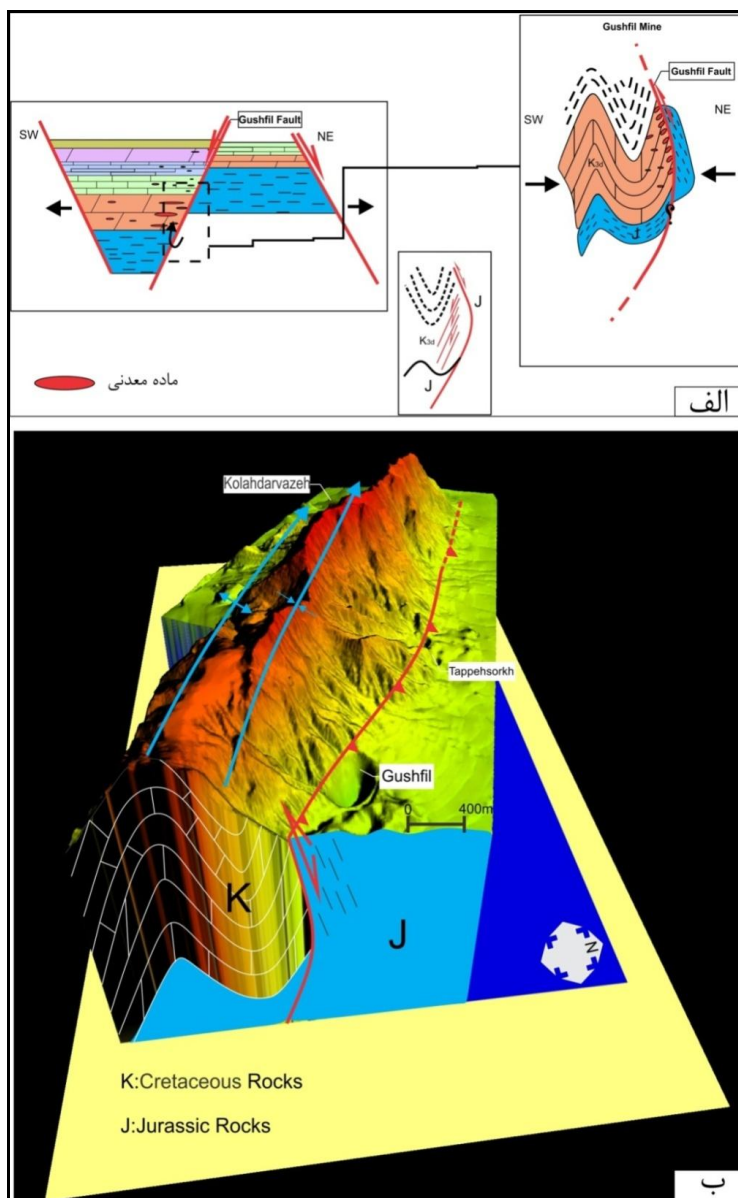 Gushfil Mine
Gushfil Fault
SW
NE
K3d
J
SW
Gushfil Fault
NE
J
K3d
J
ماده معدنی
الف
Kolahdarvazeh
Tappehsorkh
Gushfil
0 400m
K
J
N
K:Cretaceous Rocks
J:Jurassic Rocks
ب